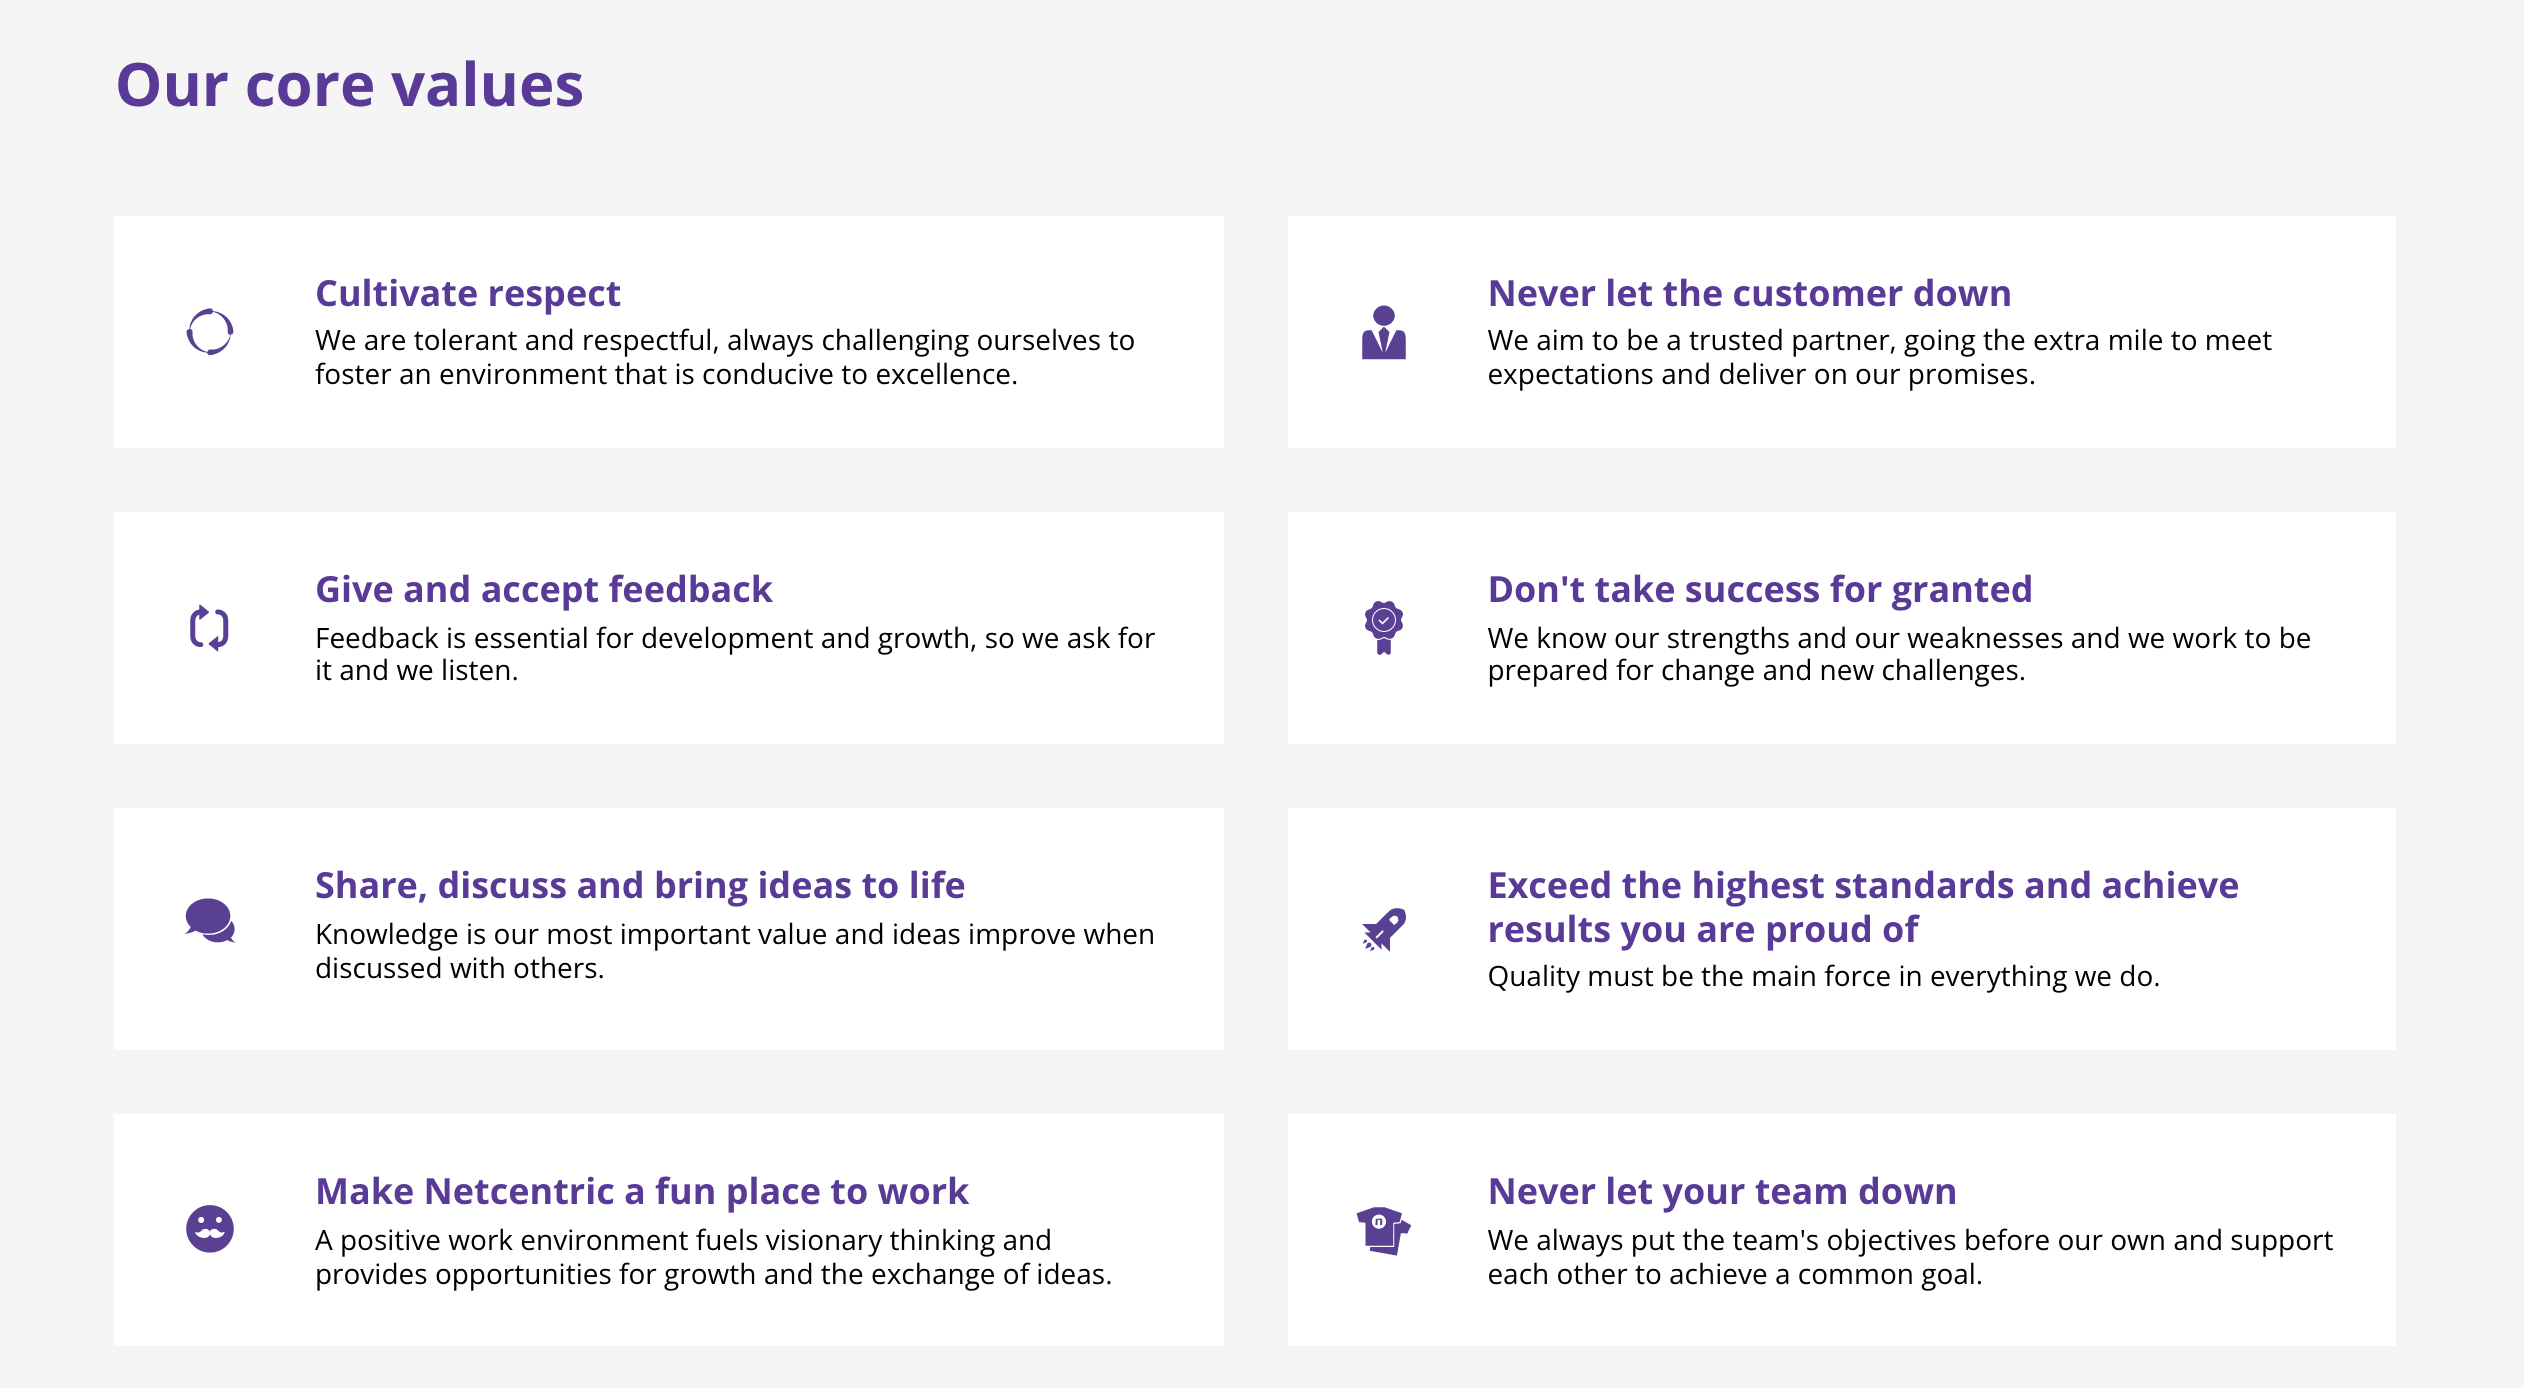 Our core values
Cultivate respect
We are tolerant and respectful, always challenging ourselves to
foster an environment that is conducive to excellence.
Never let the customer down
We aim to be a trusted partner, going the extra mile to meet
expectations and deliver on our promises.
Give and accept feedback
Feedback is essential for development and growth, so we ask for
it and we listen.
Don't take success for granted
We know our strengths and our weaknesses and we work to be
prepared for change and new challenges.
Share, discuss and bring ideas to life
Knowledge is our most important value and ideas improve when
discussed with others.
Exceed the highest standards and achieve
results you are proud of
Quality must be the main force in everything we do.
Make Netcentric a fun place to work
A positive work environment fuels visionary thinking and
provides opportunities for growth and the exchange of ideas.
n
Never let your team down
We always put the team's objectives before our own and support
each other to achieve a common goal.